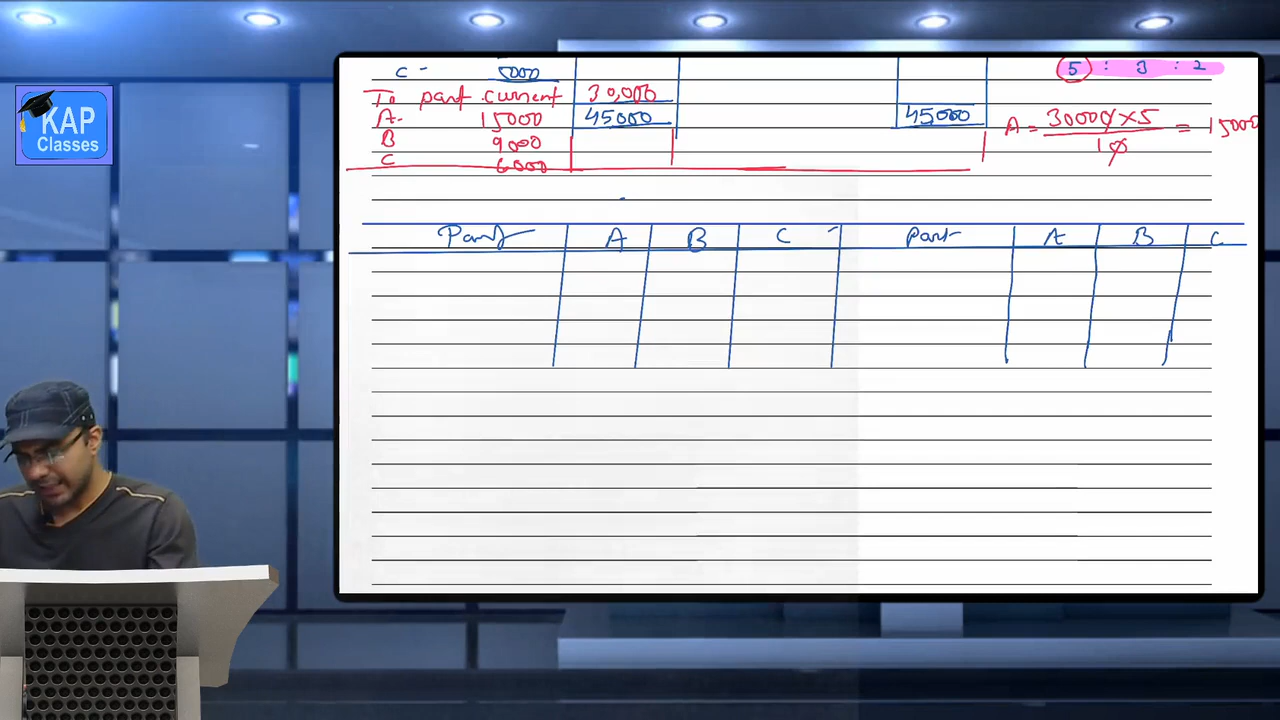 KAP
Classes
C - 5000
5 : 3 : 2
To part current 30,000
A- 15000 45000 45000
A = 30000 x 5 = 15000
10
B 9000
C 6000
Part A B C Part A B C